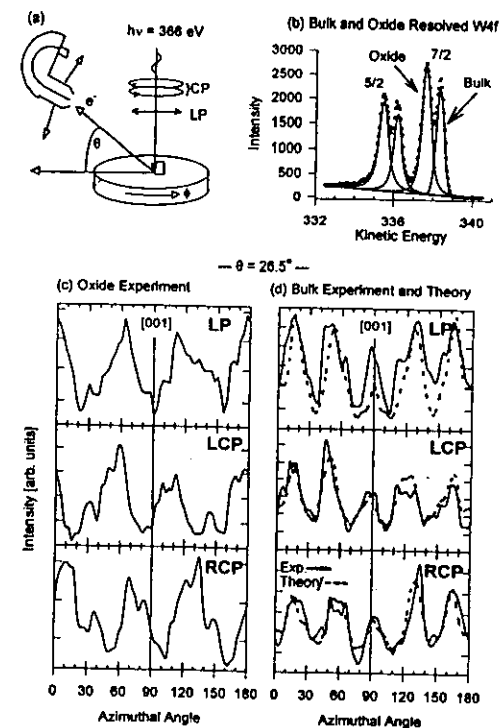 (a)
hν = 366 eV
CP
LP
e-
θ
ϕ
(b) Bulk and Oxide Resolved W4f
3000
2500
2000
1500
1000
500
0
Intensity
Oxide
7/2
5/2
Bulk
332
336
340
Kinetic Energy
— θ = 26.5° —
(c) Oxide Experiment
(d) Bulk Experiment and Theory
[001]
LP
[001]
LP
LCP
LCP
RCP
Exp.
Theory
RCP
Intensity [arb. units]
0 30 60 90 120 150 180
0 30 60 90 120 150 180
Azimuthal Angle
Azimuthal Angle